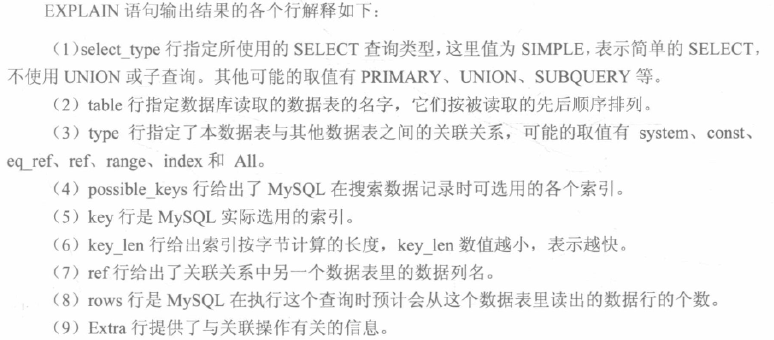 EXPLAIN 语句输出结果的各个行解释如下：
(1)select_type 行指定所使用的 SELECT 查询类型，这里值为 SIMPLE，表示简单的 SELECT，
不使用 UNION 或子查询。其他可能的取值有 PRIMARY、UNION、SUBQUERY 等。
(2) table 行指定数据库读取的数据表的名字，它们按被读取的先后顺序排列。
(3) type 行指定了本数据表与其他数据表之间的关联关系，可能的取值有 system、const、
eq_ref、ref、range、index 和 All。
(4) possible_keys 行给出了 MySQL 在搜索数据记录时可选用的各个索引。
(5) key 行是 MySQL 实际选用的索引。
(6) key_len 行给出索引按字节计算的长度，key_len 数值越小，表示越快。
(7) ref 行给出了关联关系中另一个数据表里的数据列名。
(8) rows 行是 MySQL 在执行这个查询时预计会从这个数据表里读出的数据行的个数。
(9) Extra 行提供了与关联操作有关的信息。